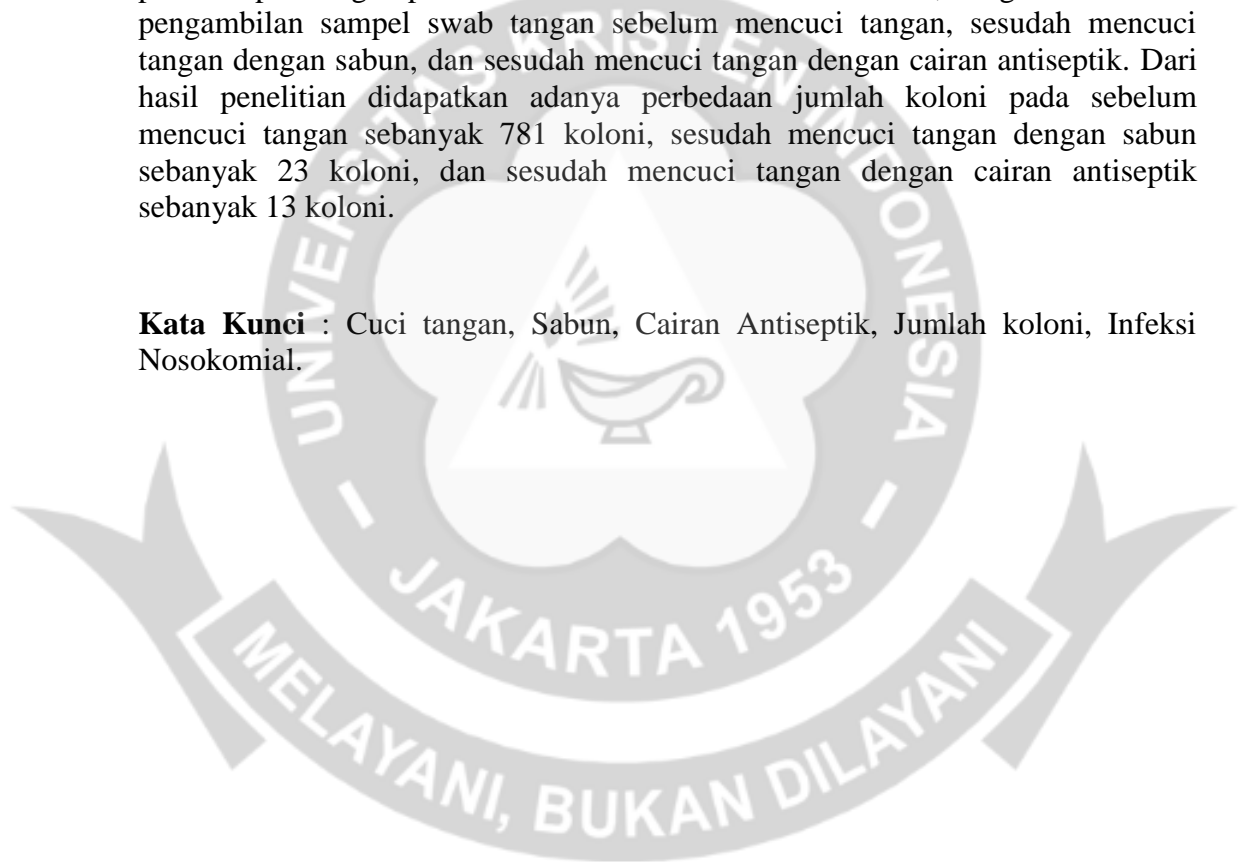 pengambilan sampel swab tangan sebelum mencuci tangan, sesudah mencuci
tangan dengan sabun, dan sesudah mencuci tangan dengan cairan antiseptik. Dari
hasil penelitian didapatkan adanya perbedaan jumlah koloni pada sebelum
mencuci tangan sebanyak 781 koloni, sesudah mencuci tangan dengan sabun
sebanyak 23 koloni, dan sesudah mencuci tangan dengan cairan antiseptik
sebanyak 13 koloni.
Kata Kunci : Cuci tangan, Sabun, Cairan Antiseptik, Jumlah koloni, Infeksi
Nosokomial.
UNIVERSITAS KRISTEN INDONESIA
JAKARTA 1953
MELAYANI, BUKAN DILAYANI